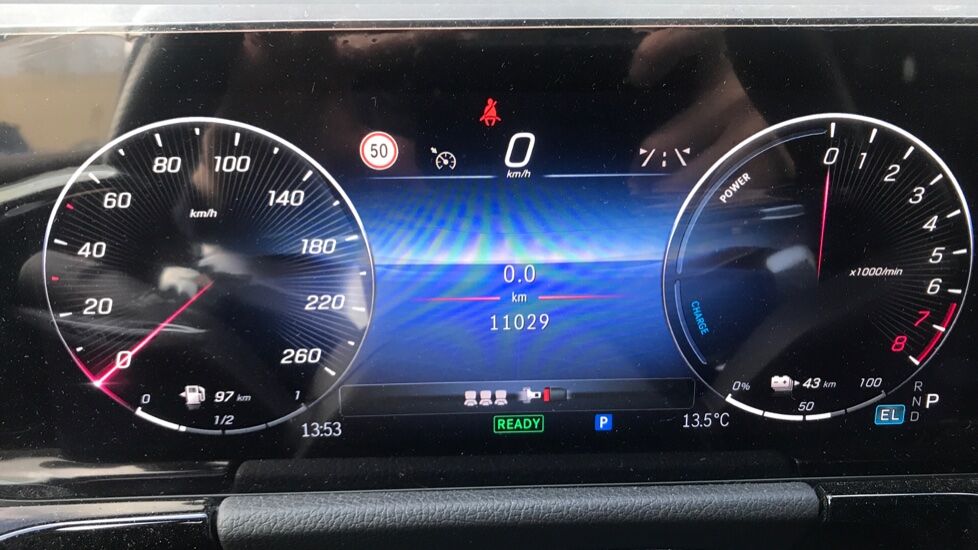 50
0
km/h
0
20
40
60
80
100
140
180
220
260
km/h
0.0
km
11029
POWER
CHARGE
0
1
2
3
4
5
6
7
8
x1000/min
0
97 km
1
1/2
0%
43 km
100
50
13:53
READY
P
13.5°C
EL
R
N
D
P